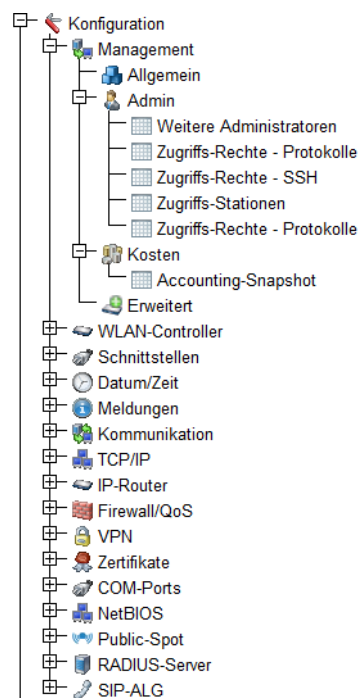 Konfiguration
Management
Allgemein
Admin
Weitere Administratoren
Zugriffs-Rechte - Protokolle
Zugriffs-Rechte - SSH
Zugriffs-Stationen
Zugriffs-Rechte - Protokolle
Kosten
Accounting-Snapshot
Erweitert
WLAN-Controller
Schnittstellen
Datum/Zeit
Meldungen
Kommunikation
TCP/IP
IP-Router
Firewall/QoS
VPN
Zertifikate
COM-Ports
NetBIOS
Public-Spot
RADIUS-Server
SIP-ALG